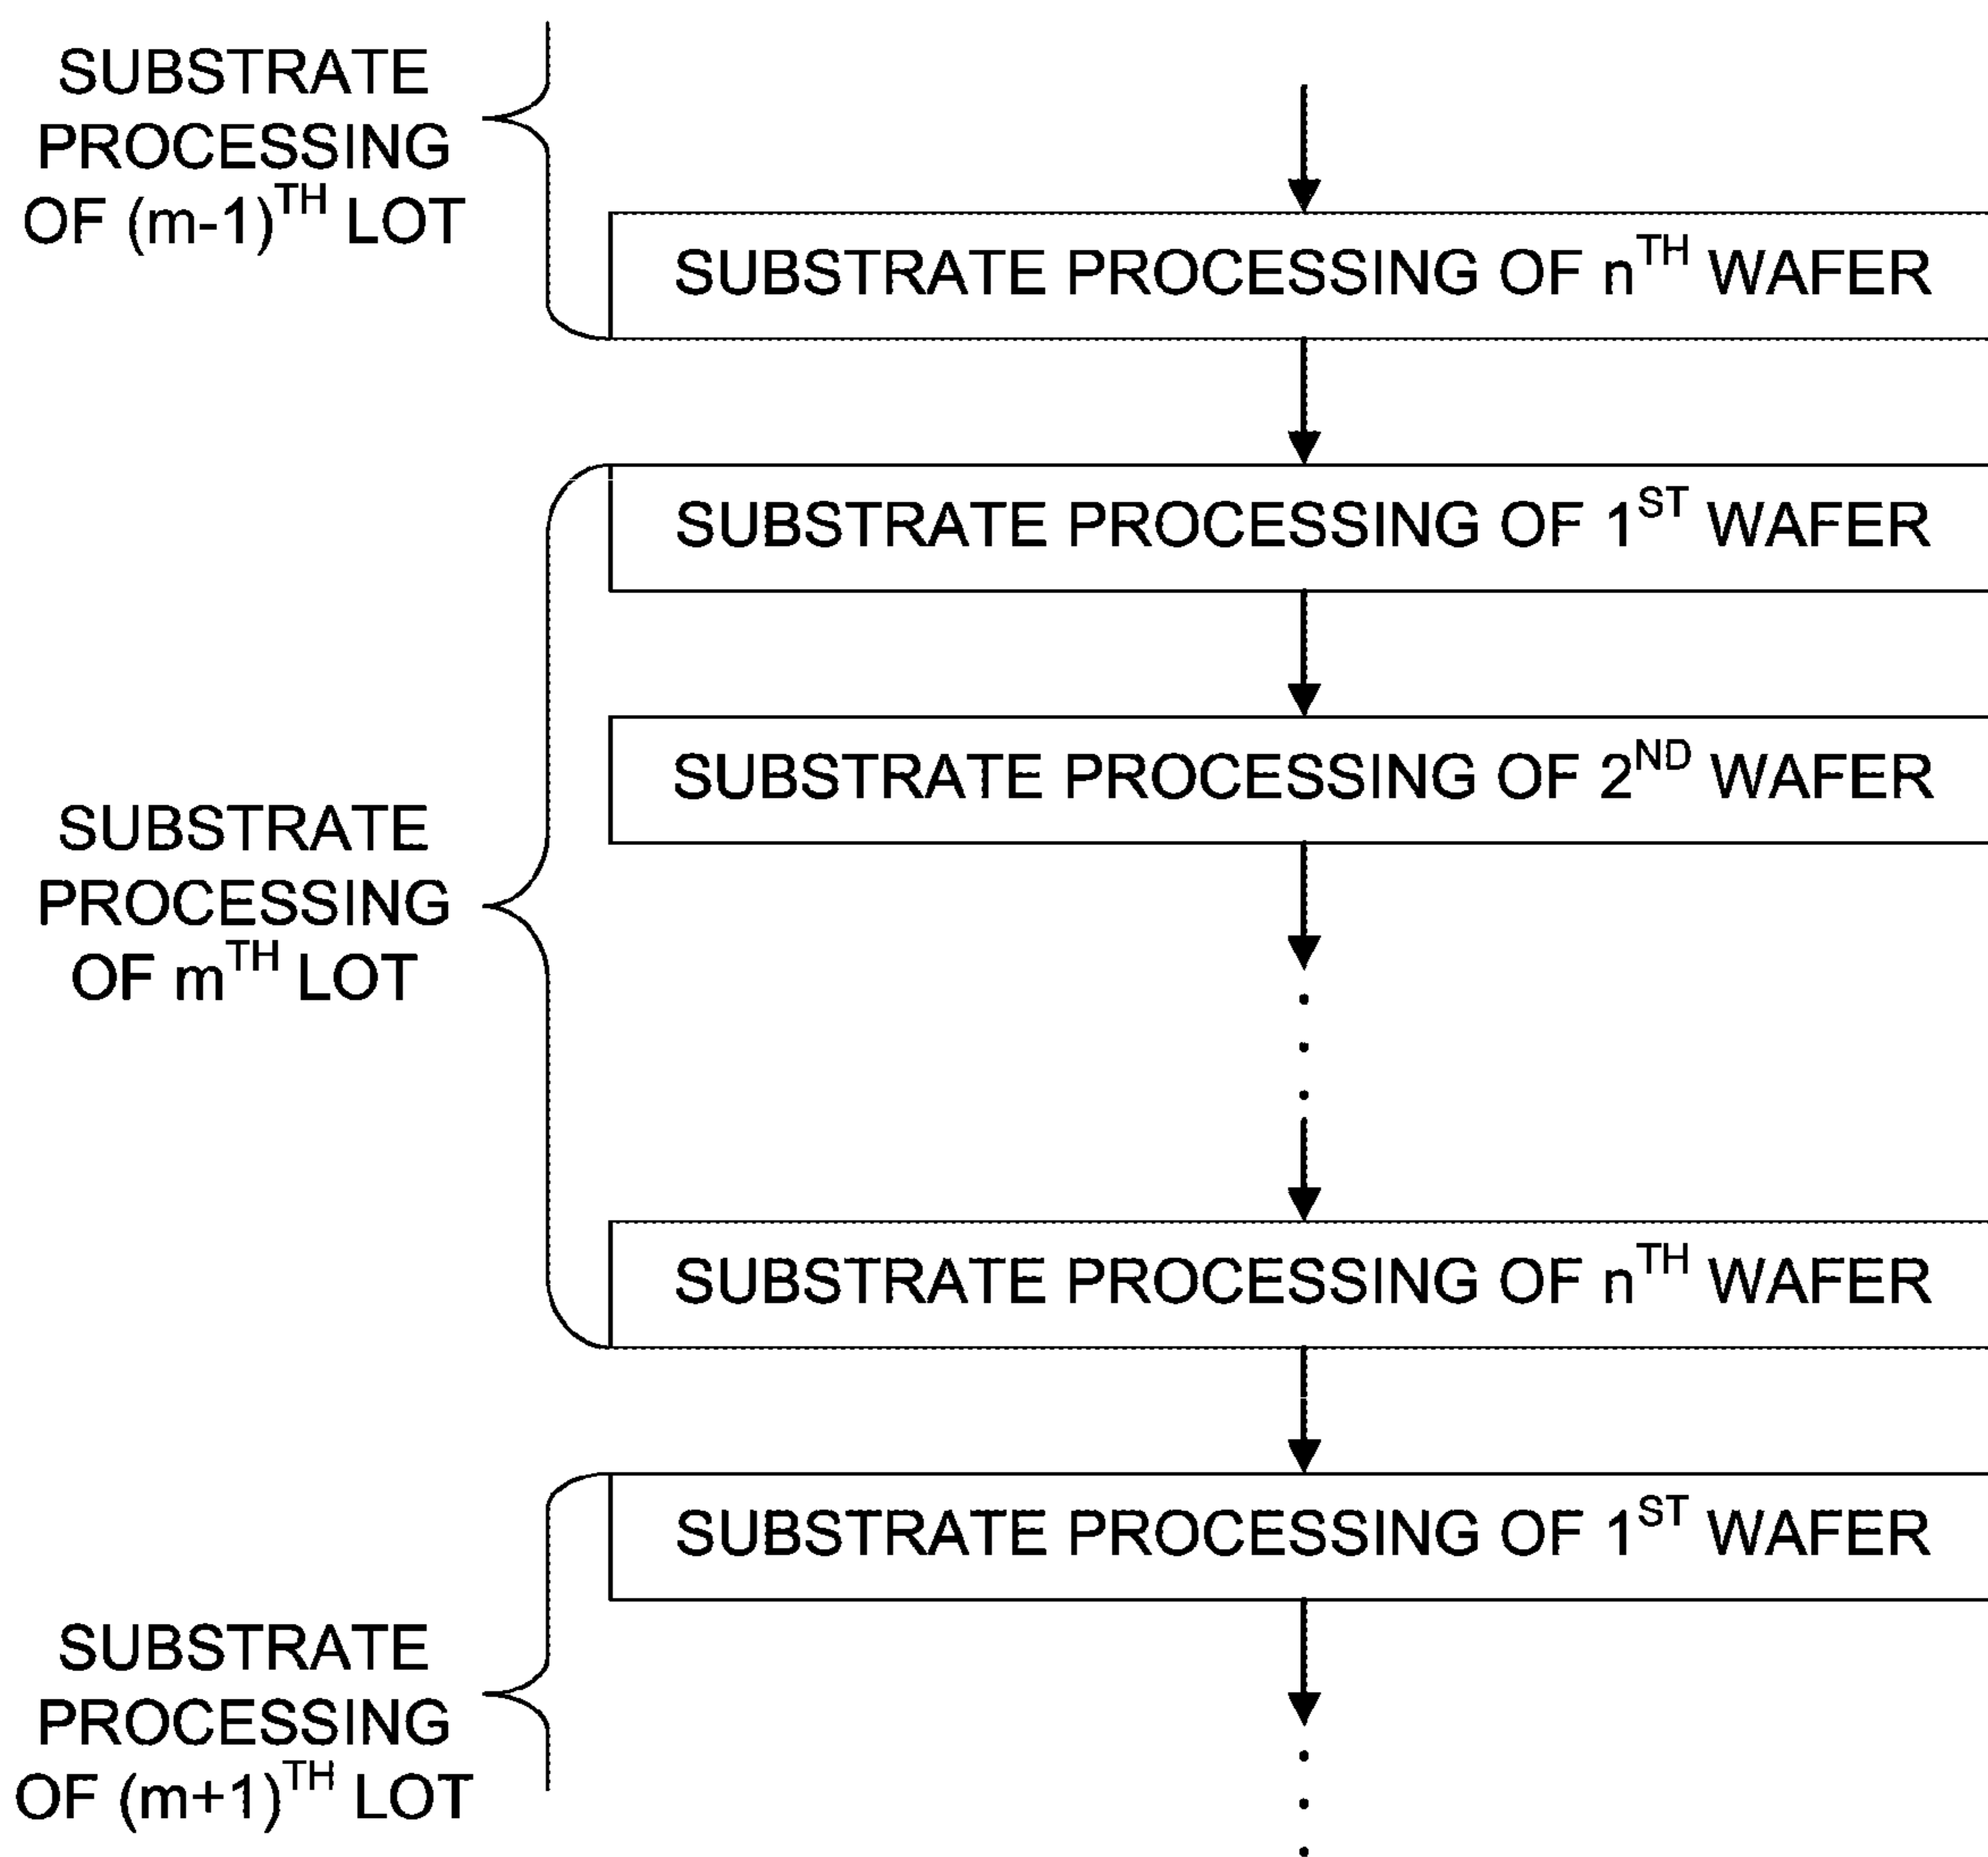 SUBSTRATE
PROCESSING
OF (m-1)TH LOT
SUBSTRATE PROCESSING OF nTH WAFER
SUBSTRATE PROCESSING OF 1ST WAFER
SUBSTRATE PROCESSING OF 2ND WAFER
SUBSTRATE
PROCESSING
OF mTH LOT
SUBSTRATE PROCESSING OF nTH WAFER
SUBSTRATE PROCESSING OF 1ST WAFER
SUBSTRATE
PROCESSING
OF (m+1)TH LOT